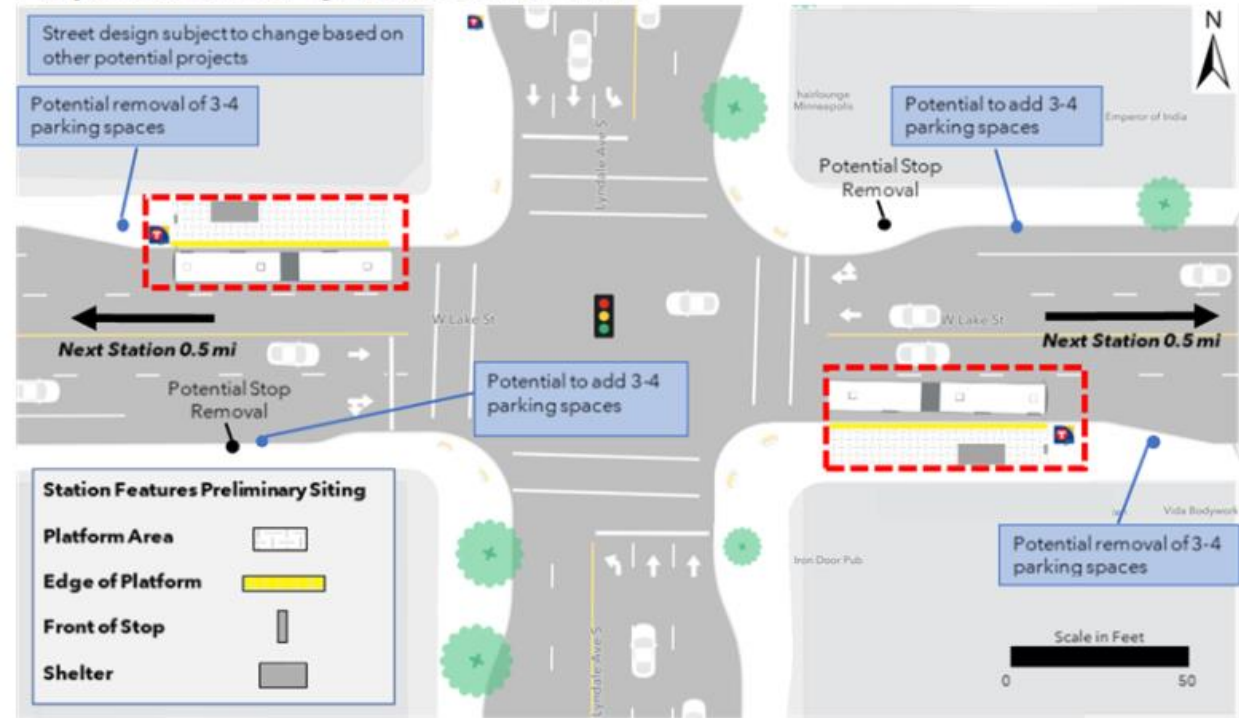 Street design subject to change based on
other potential projects
N
Potential removal of 3-4
parking spaces
hairlounge
Minneapolis
Potential to add 3-4
parking spaces
Emperor of India
Lyndale Ave S
Potential Stop
Removal
W Lake St
W Lake St
Next Station 0.5 mi
Next Station 0.5 mi
Potential Stop
Removal
Potential to add 3-4
parking spaces
Station Features Preliminary Siting
Platform Area
Edge of Platform
Front of Stop
Shelter
Vida Bodywork
Iron Door Pub
Potential removal of 3-4
parking spaces
Lyndale Ave S
Scale in Feet
0
50